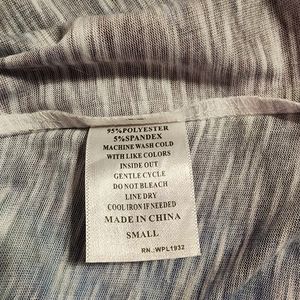 95%POLYESTER
5%SPANDEX
MACHINE WASH COLD
WITH LIKE COLORS
INSIDE OUT
GENTLE CYCLE
DO NOT BLEACH
LINE DRY
COOL IRON IF NEEDED
MADE IN CHINA
SMALL
RN.:WPL1932